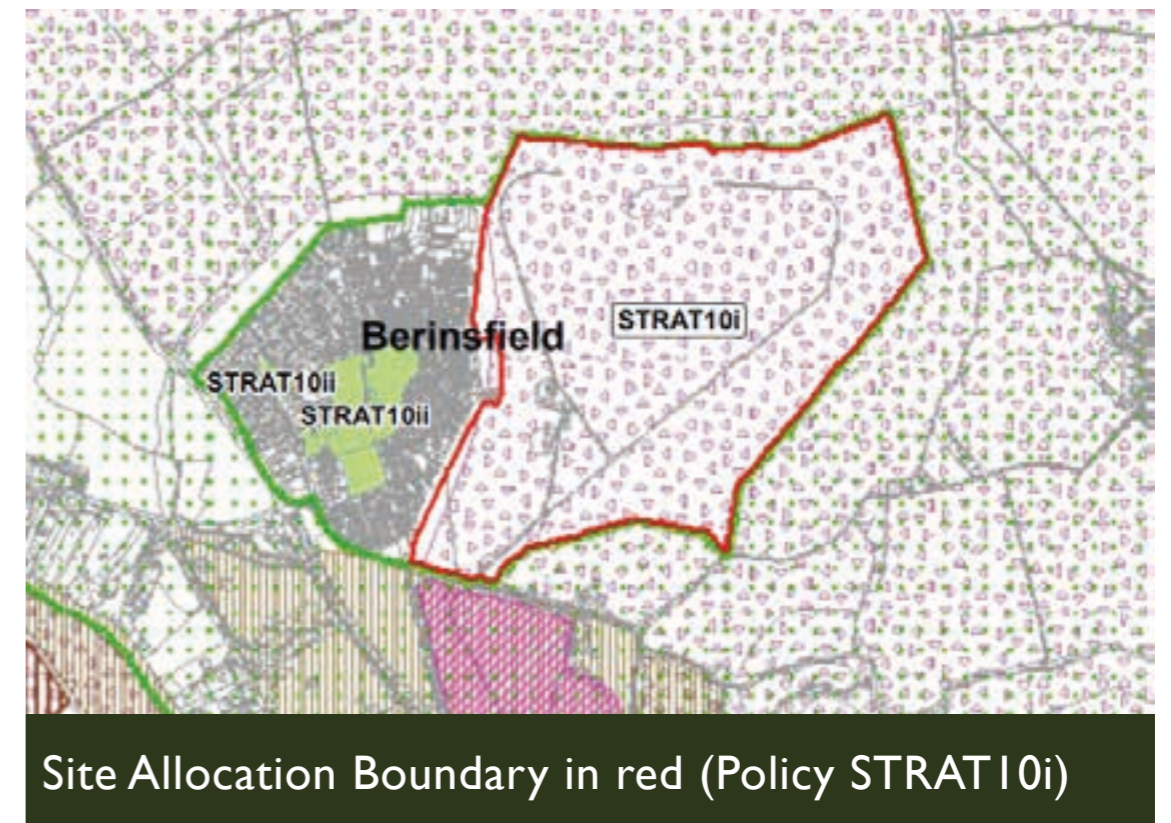 STRAT10i
Berinsfield
STRAT10ii
STRAT10ii
Site Allocation Boundary in red (Policy STRAT10i)